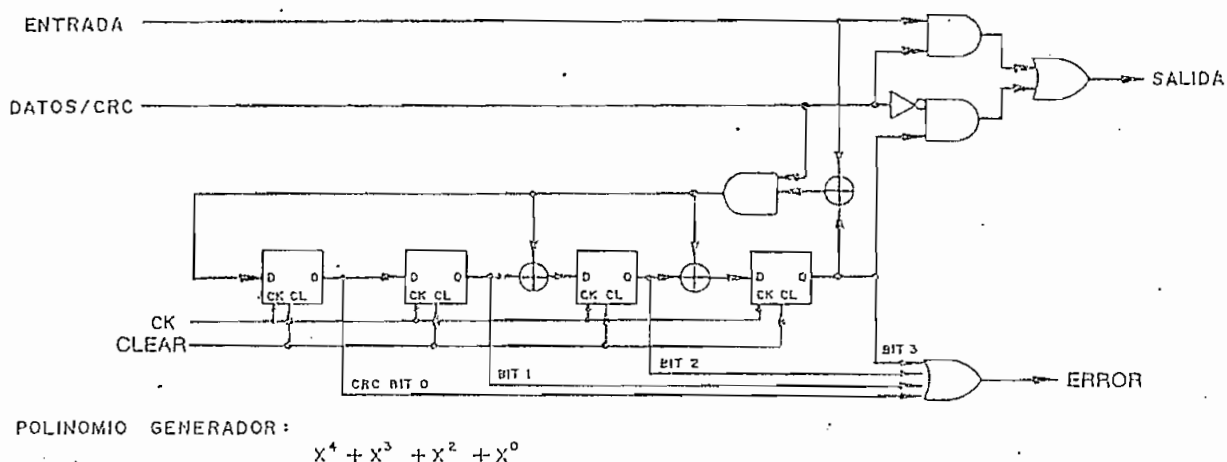 ENTRADA
SALIDA
DATOS/CRC
D Q
CK CL
D Q
CK CL
D Q
CK CL
D Q
CK CL
CK
CLEAR
CRC BIT 0
BIT 1
BIT 2
BIT 3
ERROR
POLINOMIO GENERADOR:
X⁴ + X³ + X² + X⁰